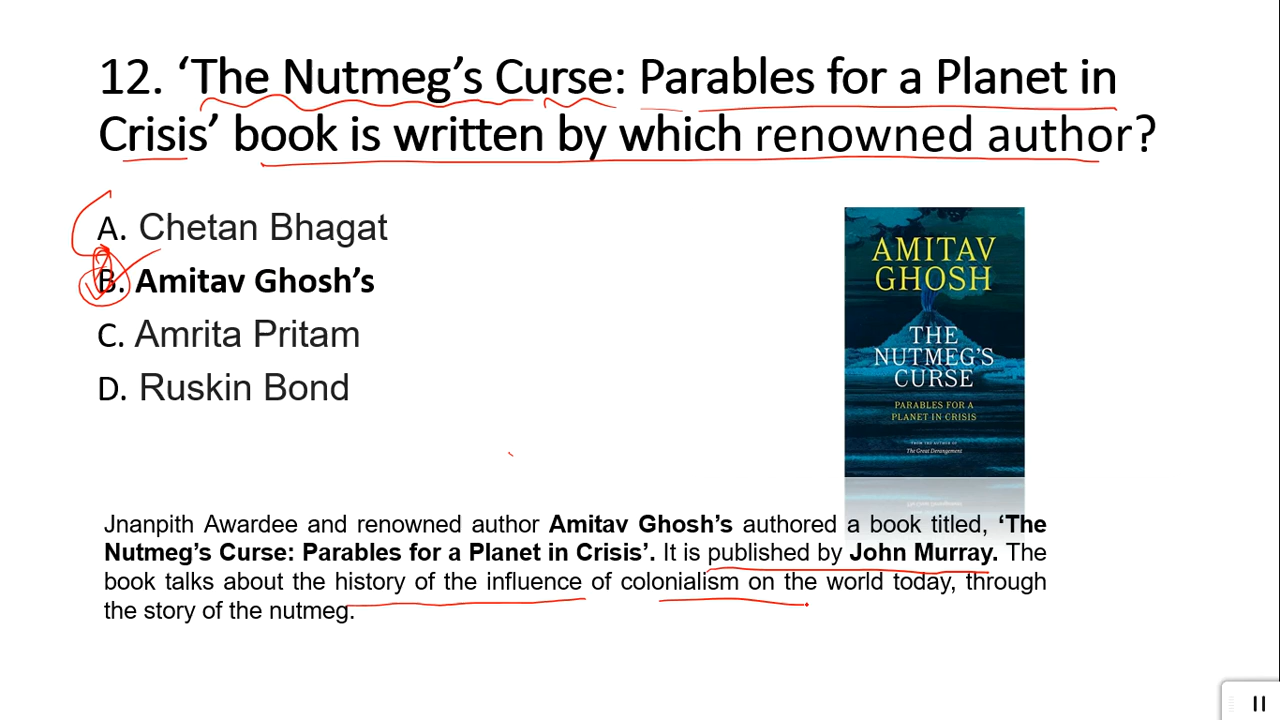 12. ‘The Nutmeg’s Curse: Parables for a Planet in
Crisis’ book is written by which renowned author?
A. Chetan Bhagat
B. Amitav Ghosh’s
C. Amrita Pritam
D. Ruskin Bond
AMITAV
GHOSH
THE
NUTMEG’S
CURSE
PARABLES FOR A
PLANET IN CRISIS
FROM THE AUTHOR OF
The Great Derangement
Jnanpith Awardee and renowned author Amitav Ghosh’s authored a book titled, ‘The
Nutmeg’s Curse: Parables for a Planet in Crisis’. It is published by John Murray. The
book talks about the history of the influence of colonialism on the world today, through
the story of the nutmeg.